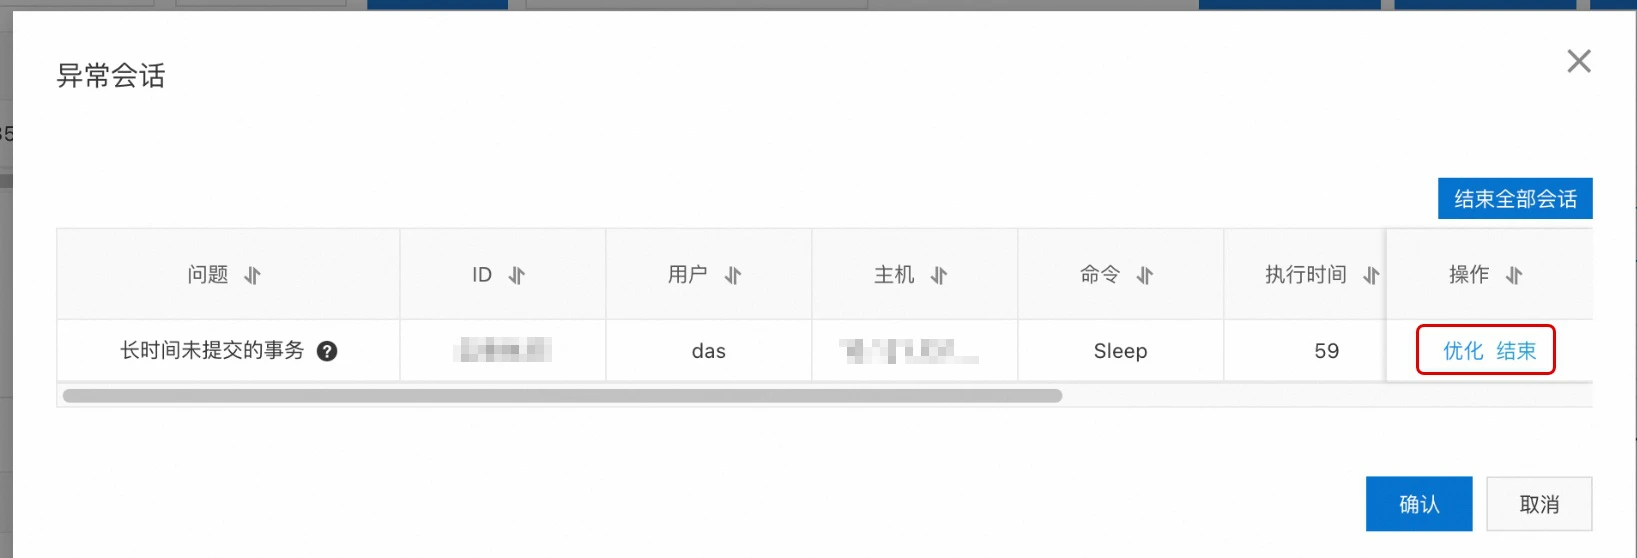 异常会话
35
结束全部会话
问题 ID 用户 主机 命令 执行时间 操作
长时间未提交的事务 ? das Sleep 59 优化 结束
确认 取消